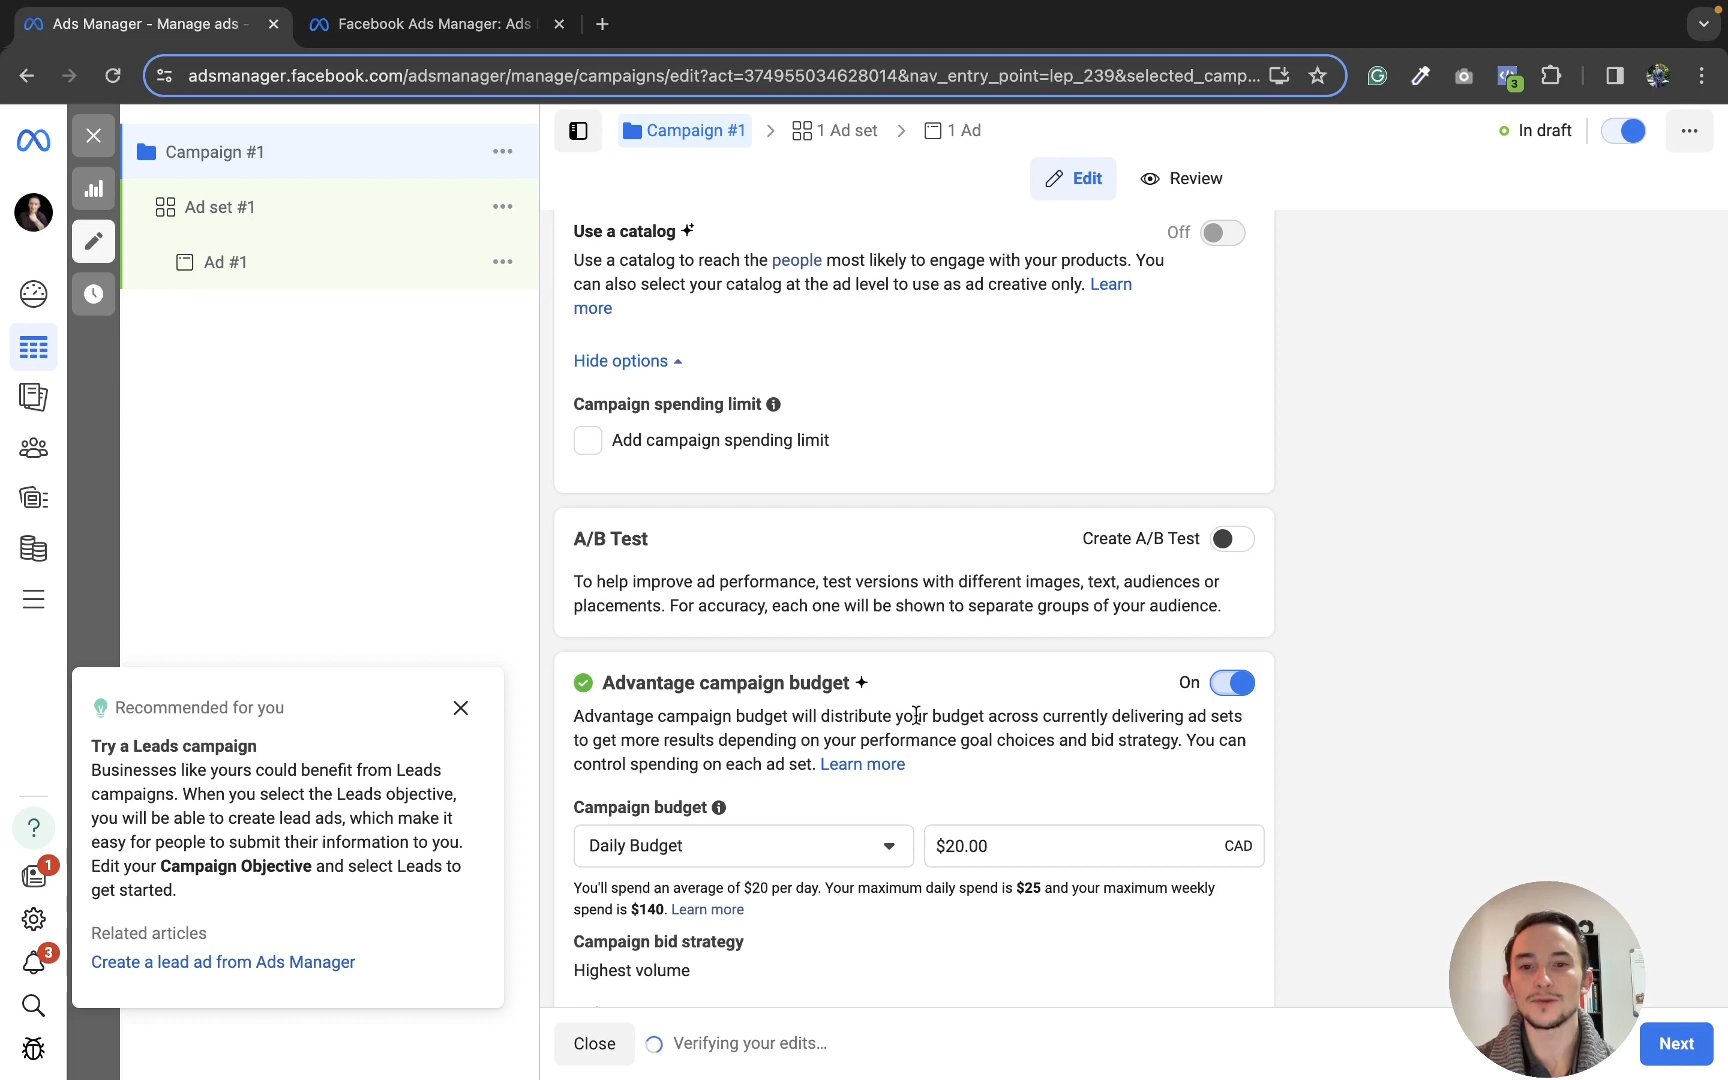 Ads Manager - Manage ads -
Facebook Ads Manager: Ads
adsmanager.facebook.com/adsmanager/manage/campaigns/edit?act=374955034628014&nav_entry_point=lep_239&selected_camp...
3
Campaign #1
Ad set #1
Ad #1
Campaign #1
1 Ad set
1 Ad
In draft
Edit
Review
Use a catalog
Off
Use a catalog to reach the people most likely to engage with your products. You
can also select your catalog at the ad level to use as ad creative only. Learn
more
Hide options
Campaign spending limit
Add campaign spending limit
A/B Test
Create A/B Test
To help improve ad performance, test versions with different images, text, audiences or
placements. For accuracy, each one will be shown to separate groups of your audience.
Advantage campaign budget
On
Advantage campaign budget will distribute your budget across currently delivering ad sets
to get more results depending on your performance goal choices and bid strategy. You can
control spending on each ad set. Learn more
Campaign budget
Daily Budget
$20.00
CAD
You'll spend an average of $20 per day. Your maximum daily spend is $25 and your maximum weekly
spend is $140. Learn more
Campaign bid strategy
Highest volume
Recommended for you
Try a Leads campaign
Businesses like yours could benefit from Leads
campaigns. When you select the Leads objective,
you will be able to create lead ads, which make it
easy for people to submit their information to you.
Edit your Campaign Objective and select Leads to
get started.
Related articles
Create a lead ad from Ads Manager
?
1
3
Close
Verifying your edits...
Next